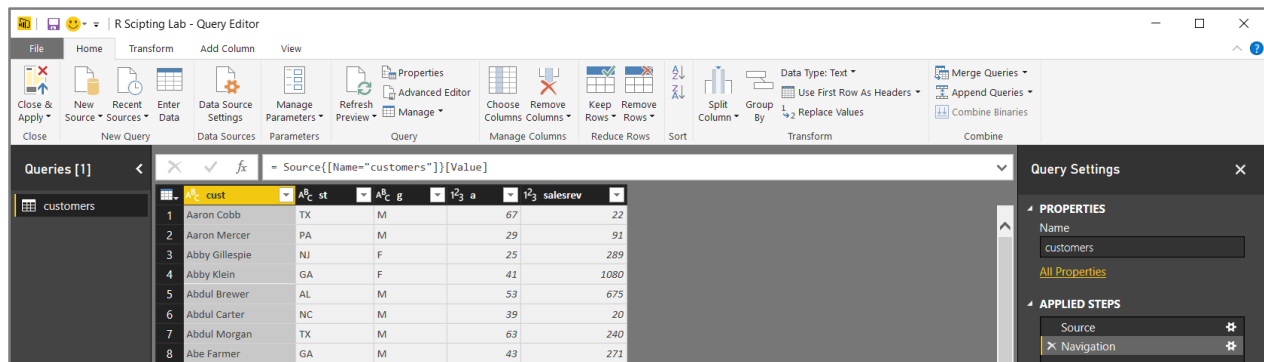 R Scipting Lab - Query Editor
File Home Transform Add Column View
Close & Apply New Source Recent Sources Enter Data Data Source Settings Manage Parameters Refresh Preview Properties Advanced Editor Manage Choose Columns Remove Columns Keep Rows Remove Rows Split Column Group By Data Type: Text Use First Row As Headers Replace Values Merge Queries Append Queries Combine Binaries
Close New Query Data Sources Parameters Query Manage Columns Reduce Rows Sort Transform Combine
Queries [1] fx = Source{[Name="customers"]}[Value] Query Settings
customers
cust st g a salesrev
1 Aaron Cobb TX M 67 22
2 Aaron Mercer PA M 29 91
3 Abby Gillespie NJ F 25 289
4 Abby Klein GA F 41 1080
5 Abdul Brewer AL M 53 675
6 Abdul Carter NC M 39 20
7 Abdul Morgan TX M 63 240
8 Abe Farmer GA M 43 271
PROPERTIES
Name
customers
All Properties
APPLIED STEPS
Source
Navigation